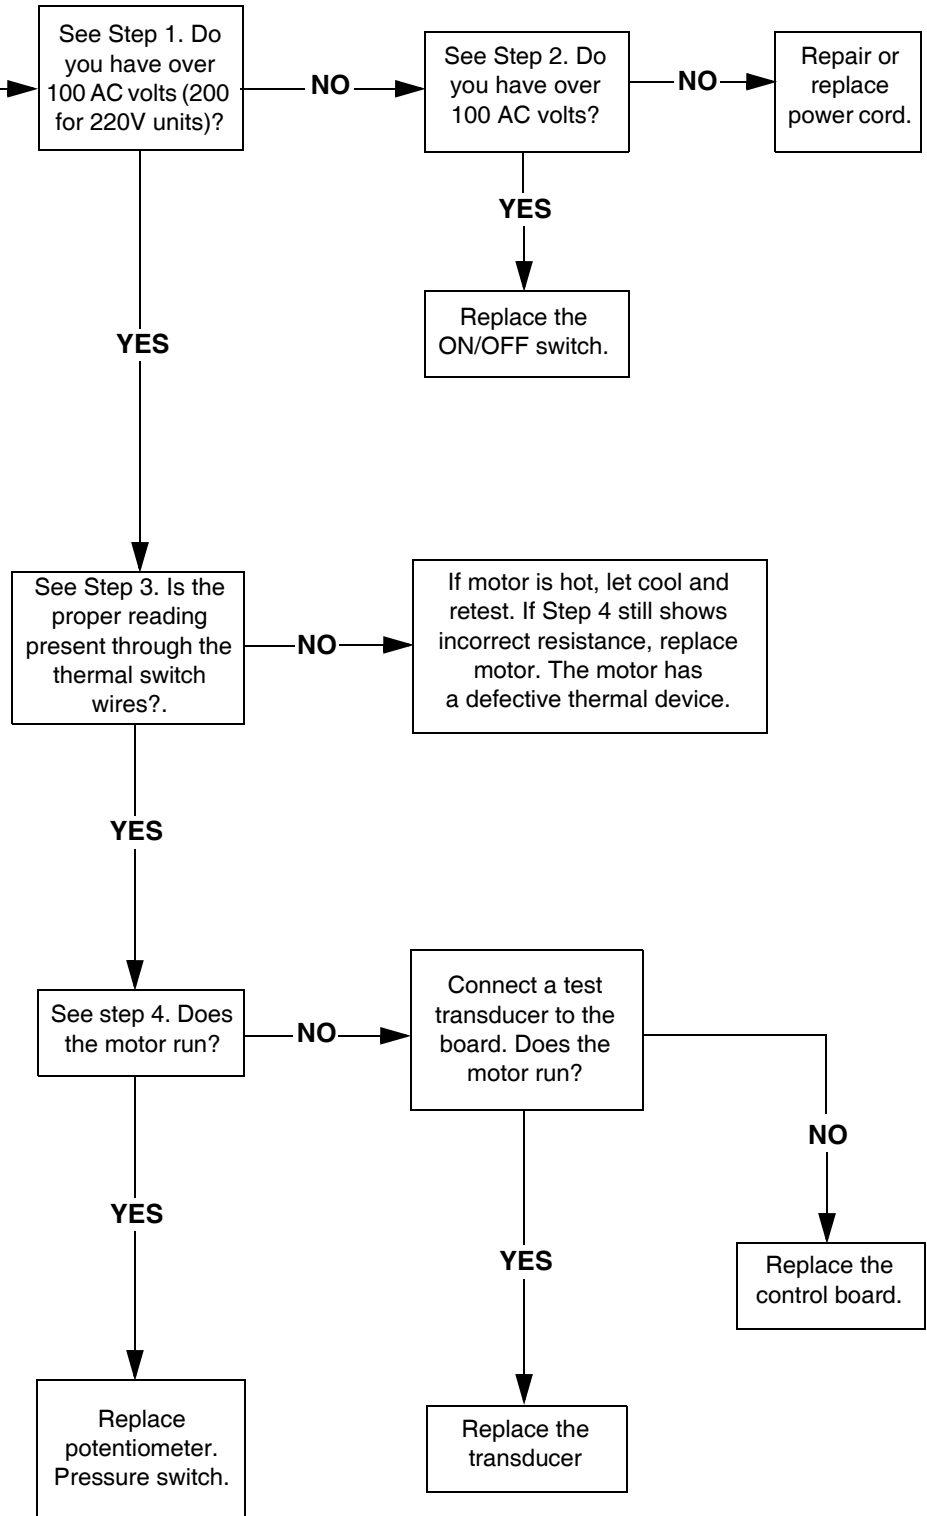 See Step 1. Do
you have over
100 AC volts (200
for 220V units)?
NO
See Step 2. Do
you have over
100 AC volts?
NO
Repair or
replace
power cord.
YES
Replace the
ON/OFF switch.
YES
See Step 3. Is the
proper reading
present through the
thermal switch
wires?.
NO
If motor is hot, let cool and
retest. If Step 4 still shows
incorrect resistance, replace
motor. The motor has
a defective thermal device.
YES
See step 4. Does
the motor run?
NO
Connect a test
transducer to the
board. Does the
motor run?
NO
Replace the
control board.
YES
Replace the
transducer
YES
Replace
potentiometer.
Pressure switch.